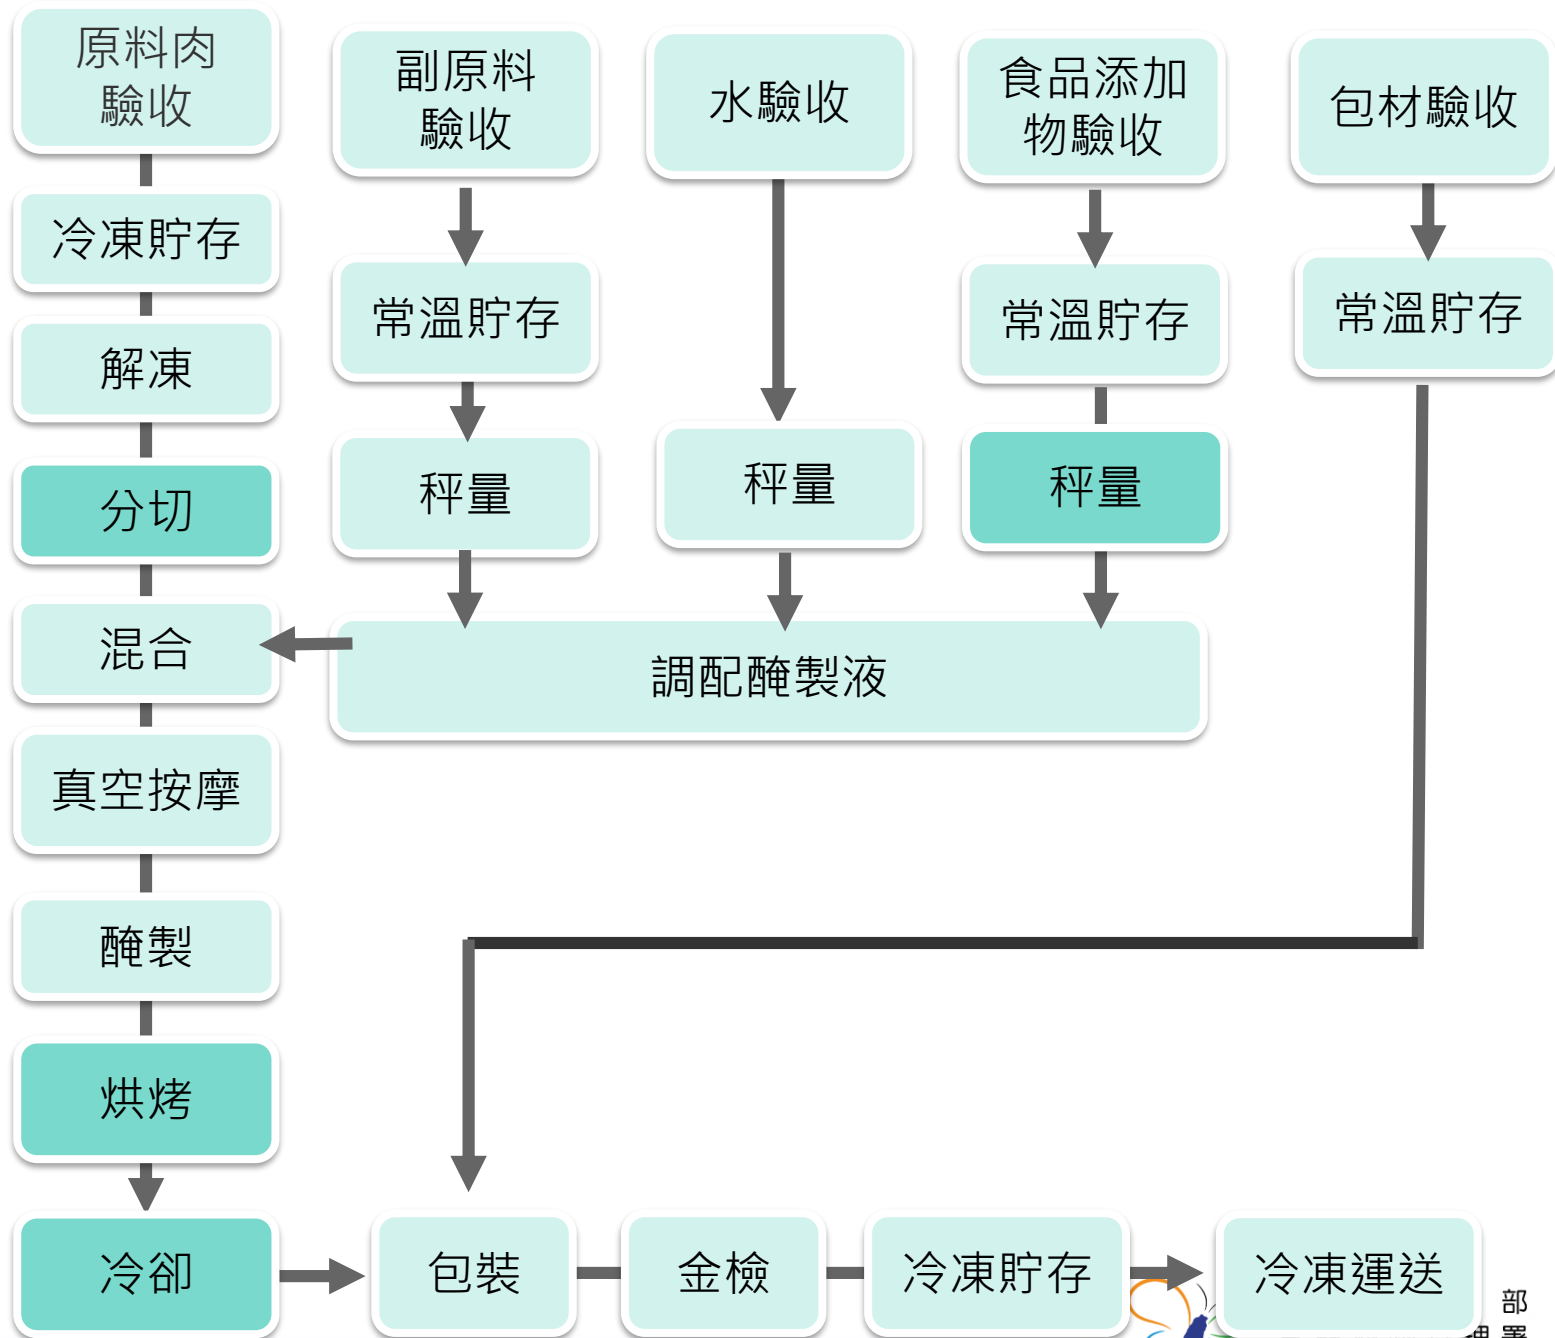 原料肉
驗收
副原料
驗收
水驗收
食品添加
物驗收
包材驗收
冷凍貯存
常溫貯存
常溫貯存
常溫貯存
解凍
分切
秤量
秤量
秤量
混合
調配醃製液
真空按摩
醃製
烘烤
冷卻
包裝
金檢
冷凍貯存
冷凍運送
部
署